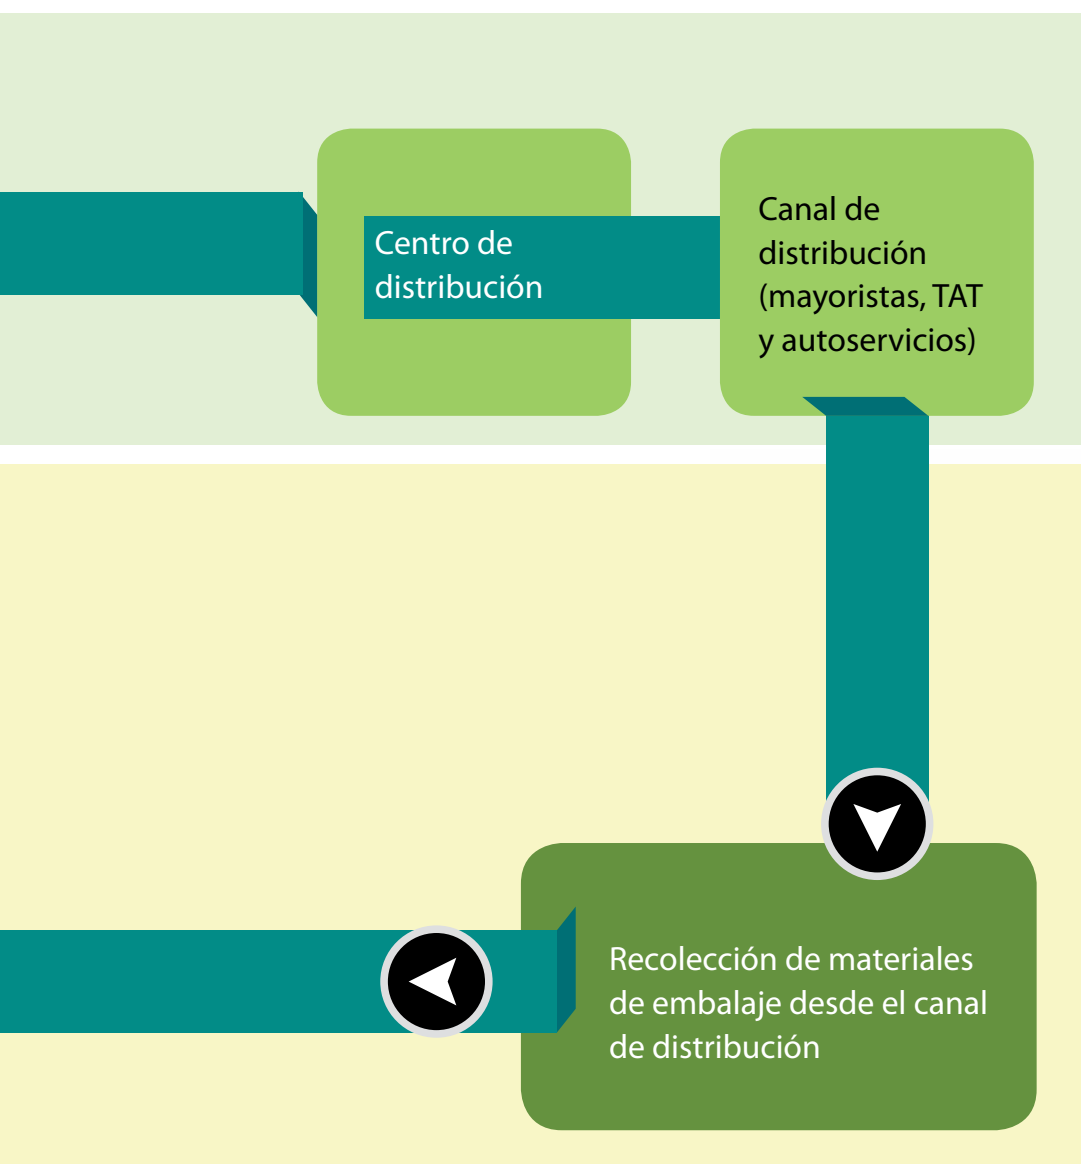 Centro de
distribución
Canal de
distribución
(mayoristas, TAT
y autoservicios)
Recolección de materiales
de embalaje desde el canal
de distribución